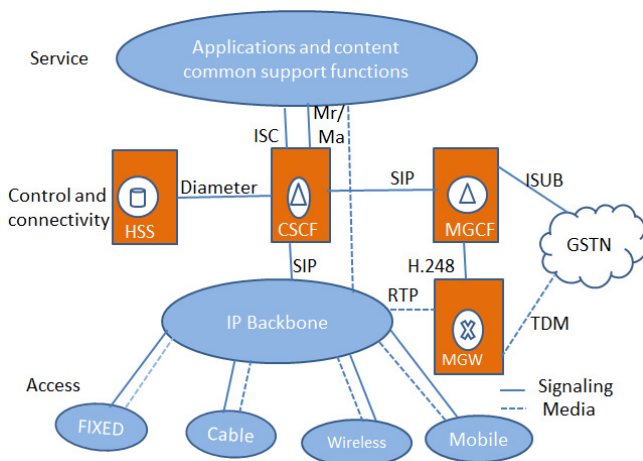 Applications and content
common support functions
Service
Mr/
Ma
ISC
SIP
ISUB
Diameter
Control and
connectivity
HSS
CSCF
MGCF
GSTN
SIP
H.248
RTP
IP Backbone
TDM
MGW
Access
Signaling
Media
FIXED
Cable
Wireless
Mobile